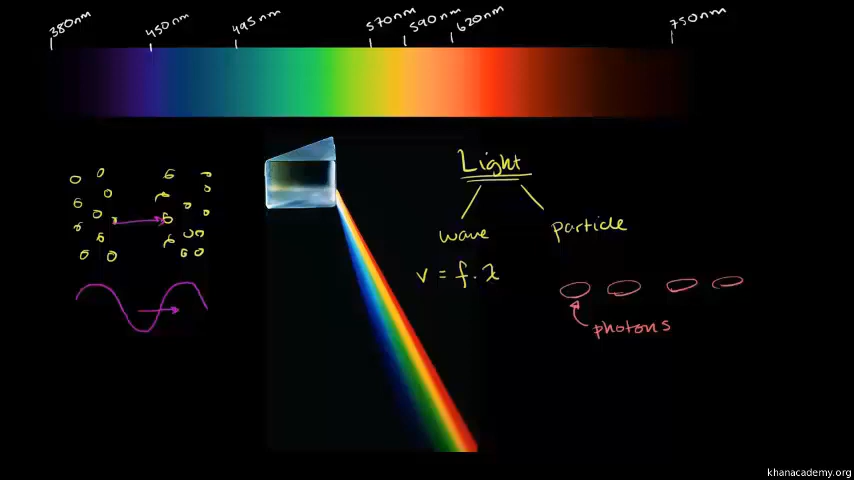 380nm
450nm
495nm
570nm
590nm
620nm
750nm
Light
wave
particle
v = f · λ
photons
khanacademy.org